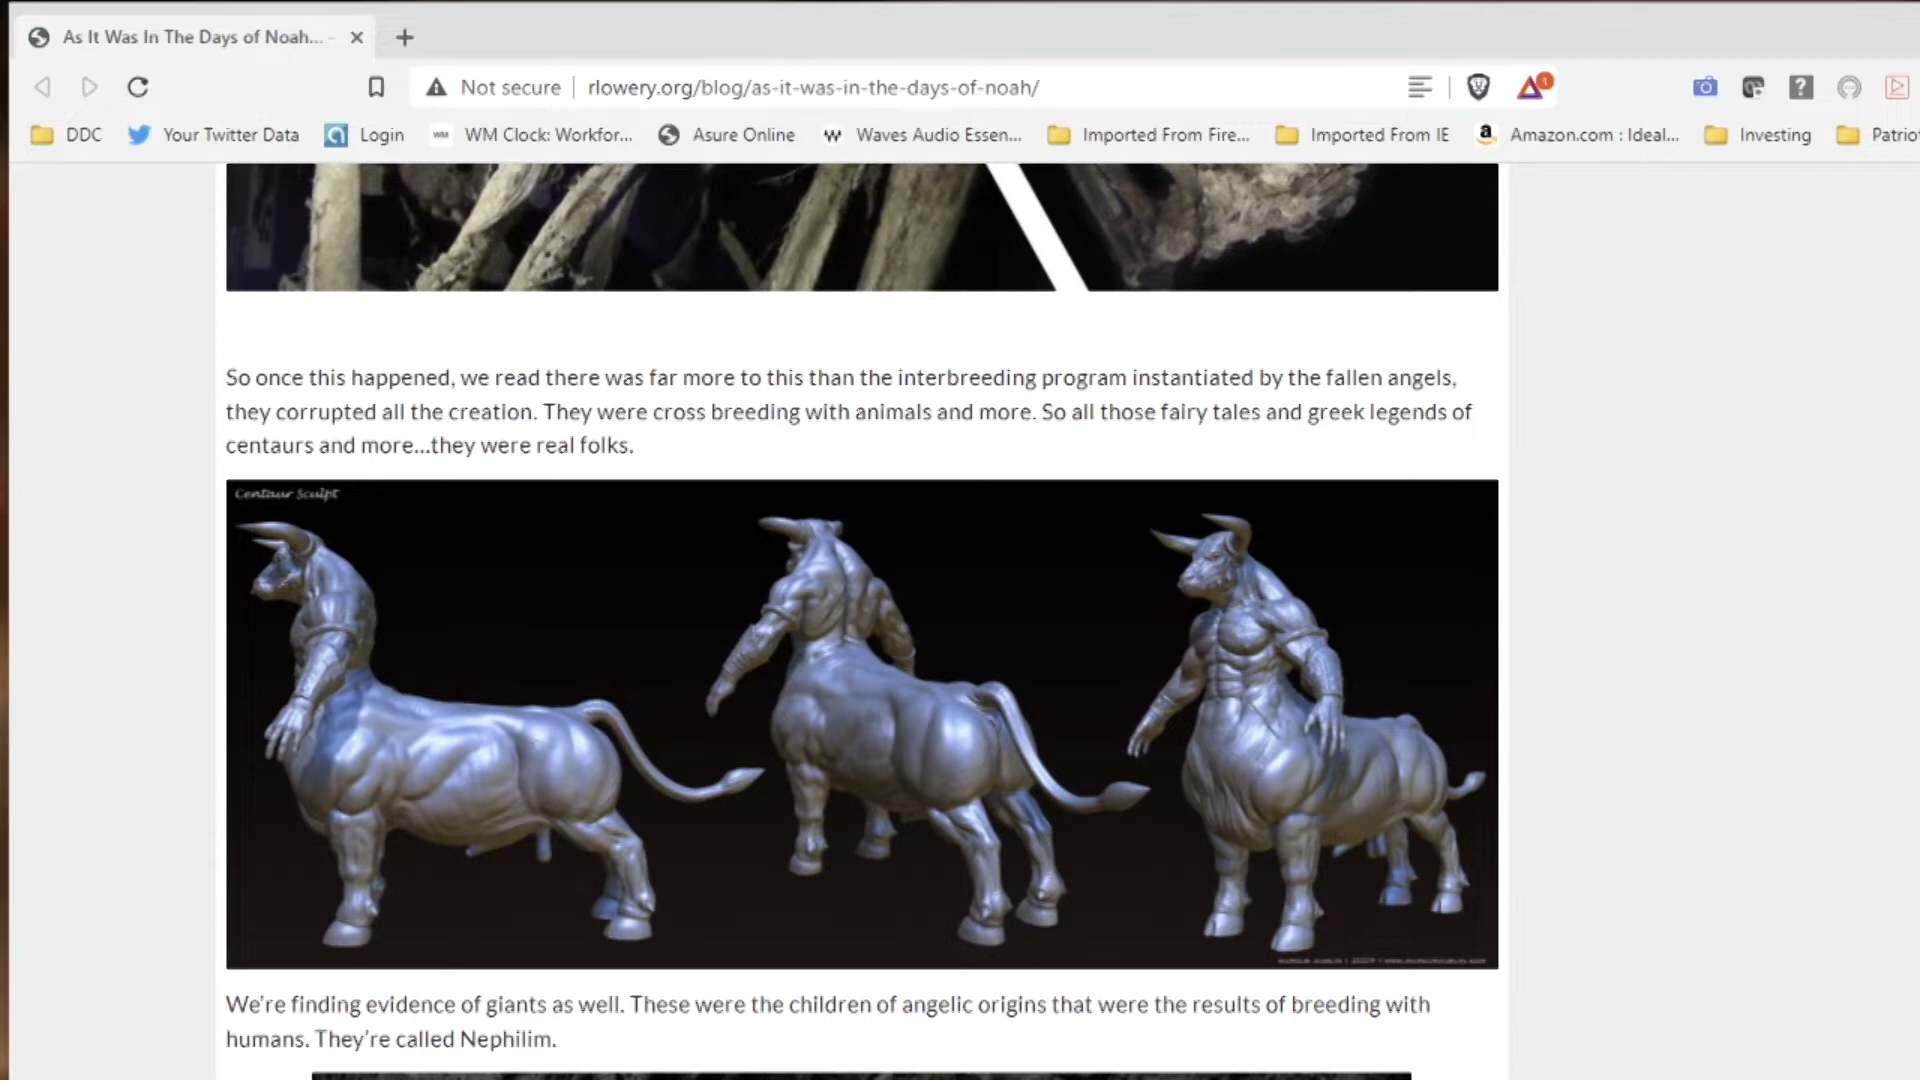 As It Was In The Days of Noah... –
Not secure rlowery.org/blog/as-it-was-in-the-days-of-noah/
1
DDC Your Twitter Data Login WM WM Clock: Workfor... Asure Online Waves Audio Essen... Imported From Fire... Imported From IE Amazon.com : Ideal... Investing Patrio
So once this happened, we read there was far more to this than the interbreeding program instantiated by the fallen angels,
they corrupted all the creation. They were cross breeding with animals and more. So all those fairy tales and greek legends of
centaurs and more...they were real folks.
Centaur Sculpt
We're finding evidence of giants as well. These were the children of angelic origins that were the results of breeding with
humans. They're called Nephilim.